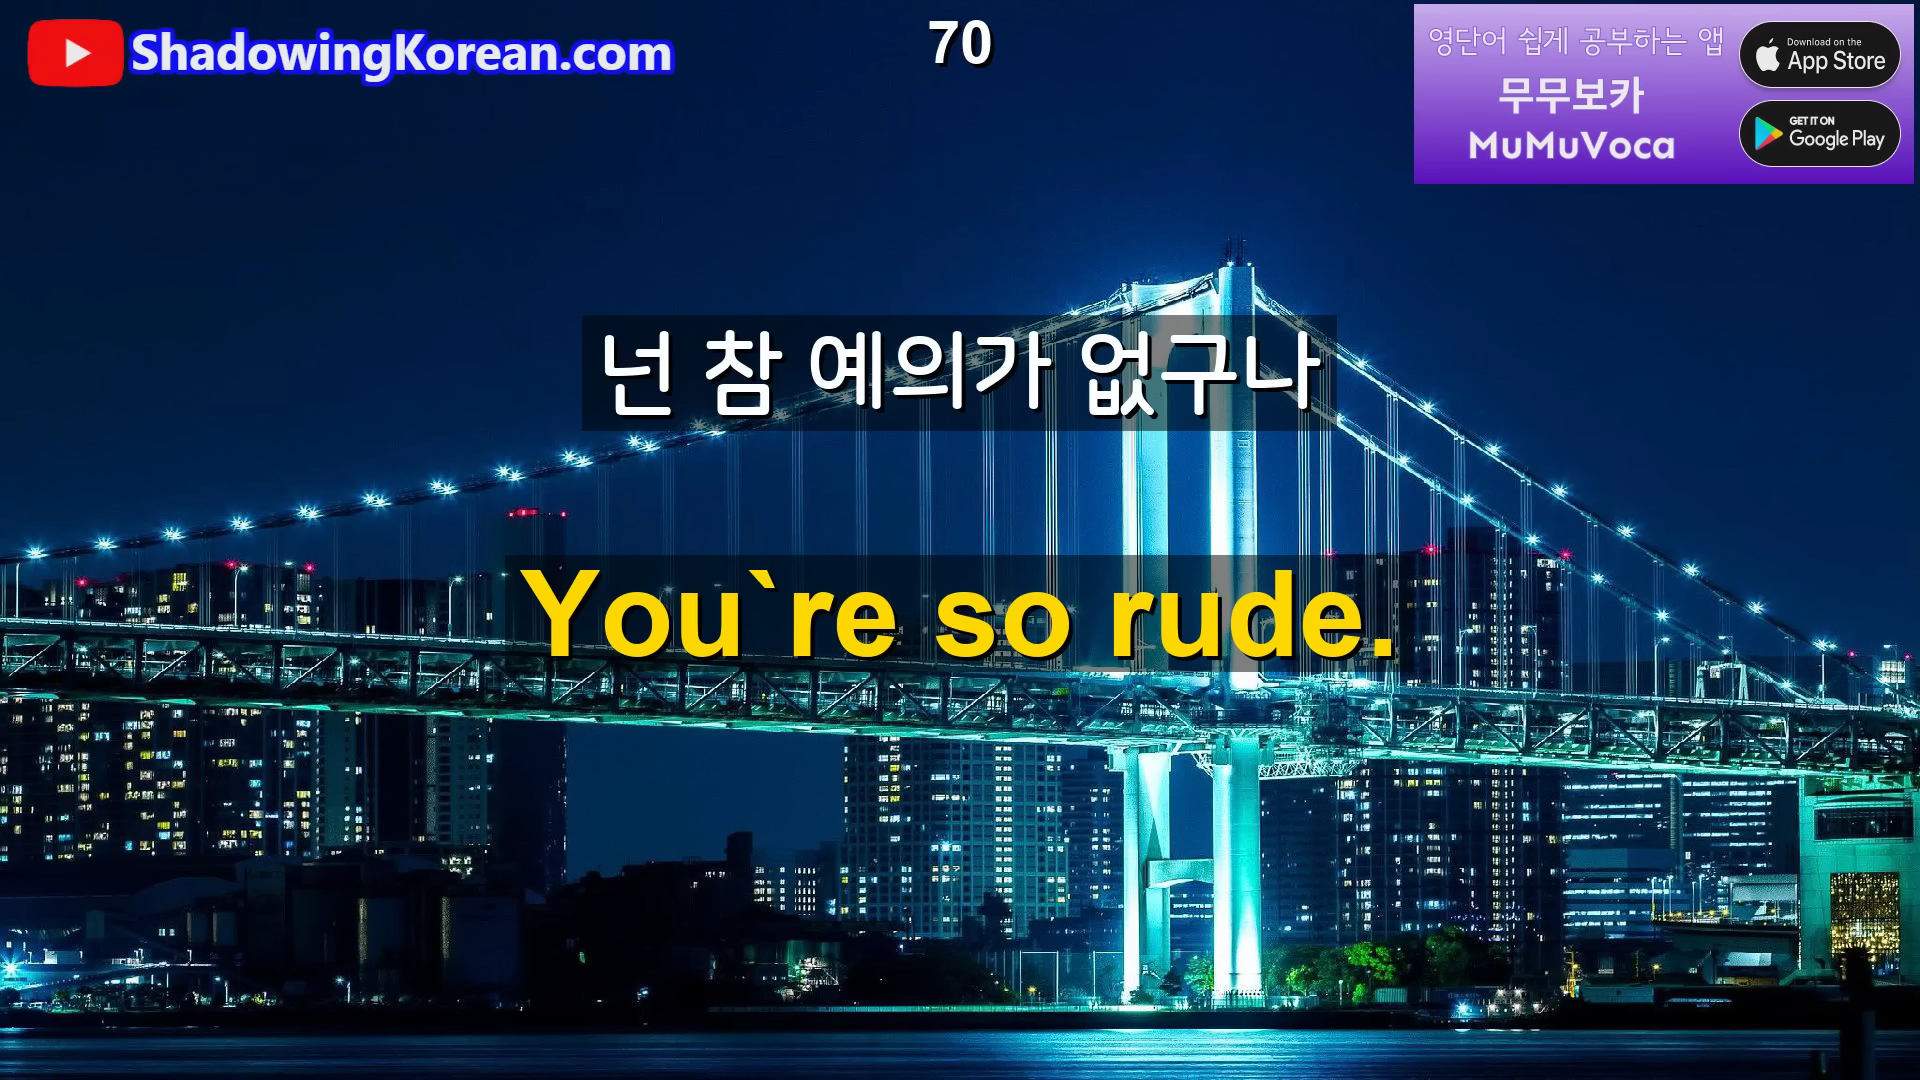 ShadowingKorean.com
70
영단어 쉽게 공부하는 앱
무무보카
MuMuVoca
Download on the
App Store
GET IT ON
Google Play
넌 참 예의가 없구나
You`re so rude.